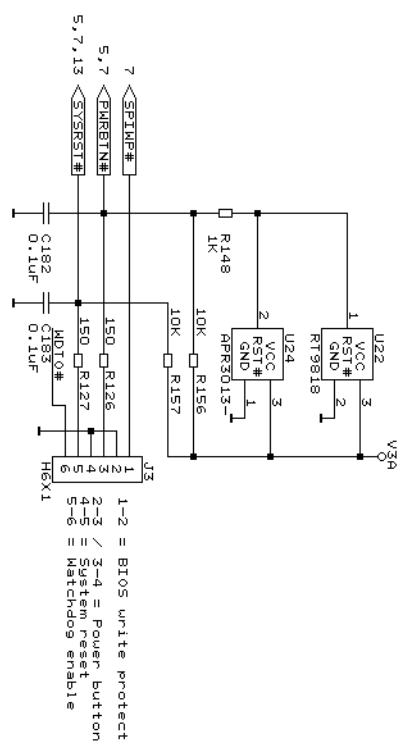 V3A
U22
1 RST# VCC 3
GND 2
RT9818
U24
2 RST# VCC 3
GND 1
APR3013-
R148
1K
10K R156
10K R157
7 SPIWP#
5,7 PWRBTN#
5,7,13 SYSRST#
150 R126
150 R127
C182
0.1uF
C183
0.1uF
WDTO#
J3
1
2
3
4
5
6
H6X1
1-2 = BIOS write protect
2-3 / 3-4 = Power button
4-5 = System reset
5-6 = Watchdog enable